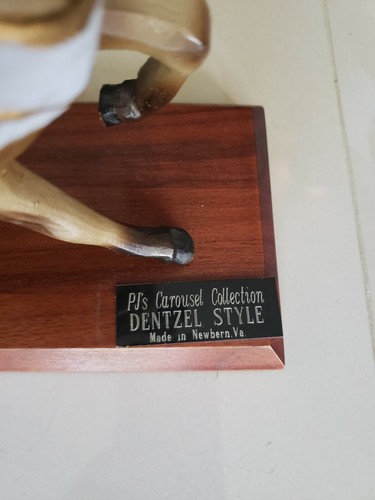 PJ's Carousel Collection
DENTZEL STYLE
Made in Newbern.Va